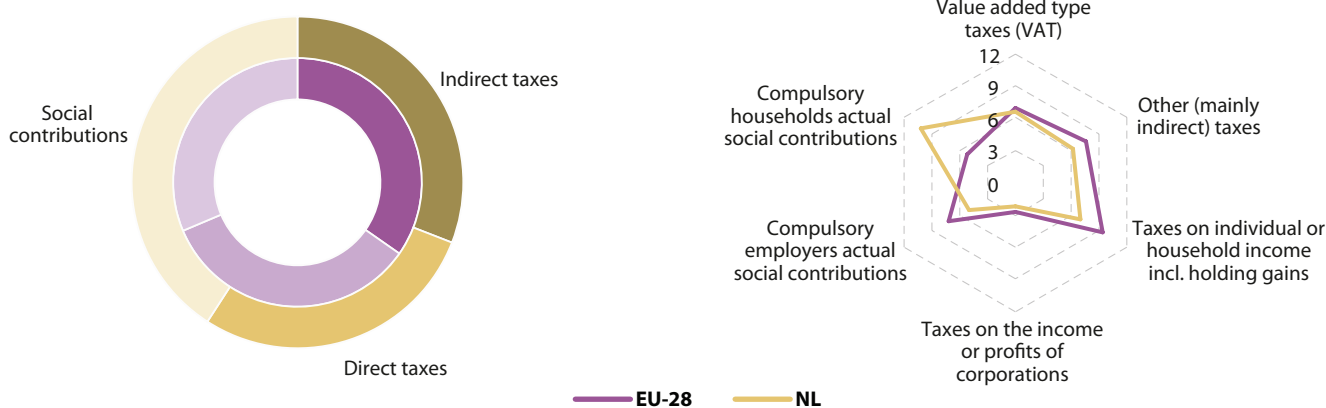 Indirect taxes
Social
contributions
Direct taxes
Value added type
taxes (VAT)
12
9
6
3
0
Compulsory
households actual
social contributions
Other (mainly
indirect) taxes
Compulsory
employers actual
social contributions
Taxes on individual or
household income
incl. holding gains
Taxes on the income
or profits of
corporations
EU-28
NL